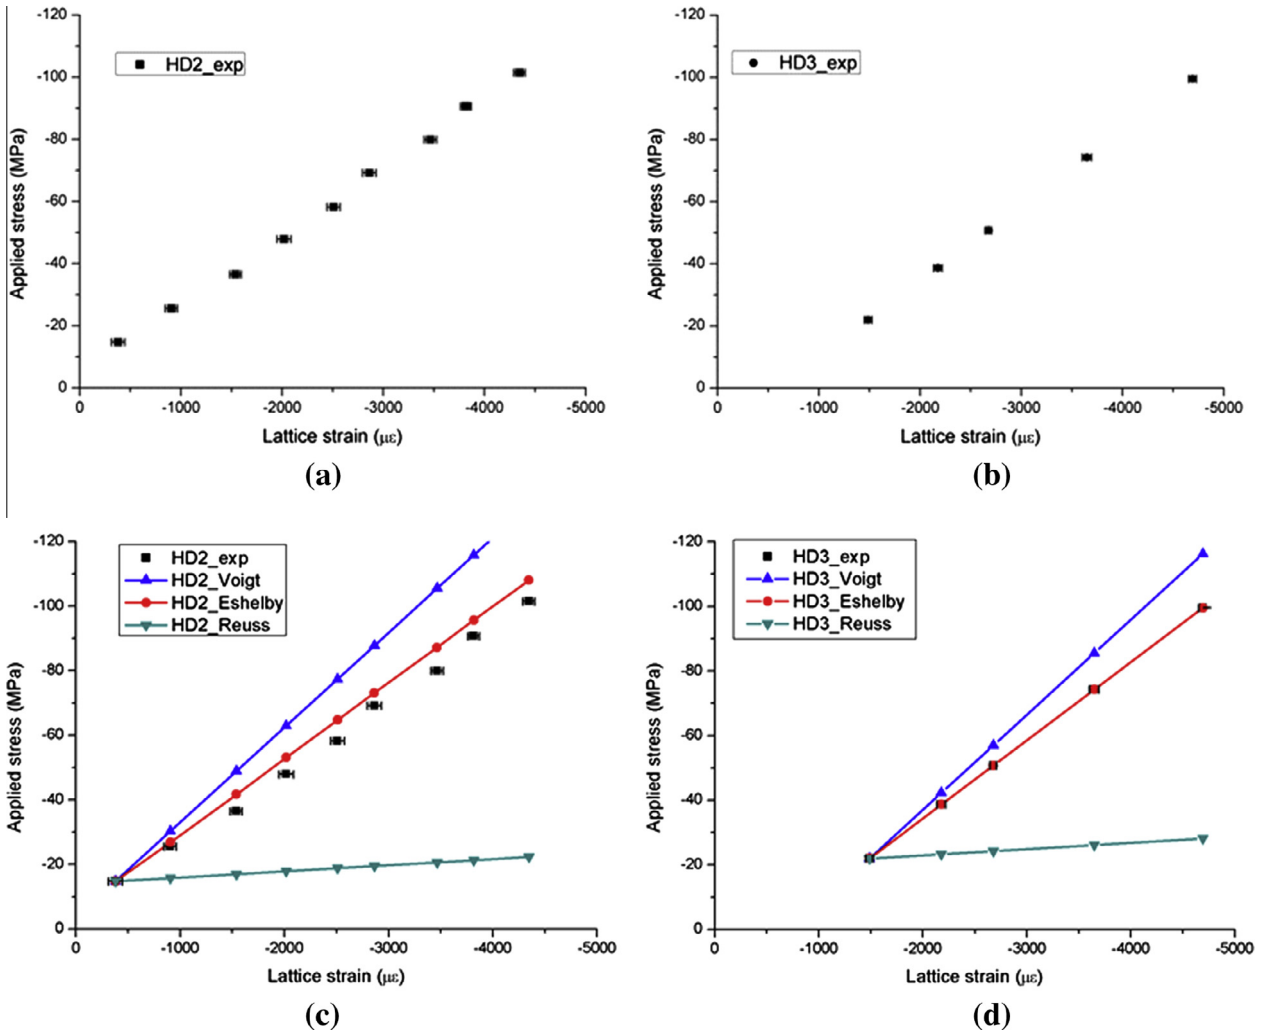 -120
-100
-80
-60
-40
-20
0
Applied stress (MPa)
HD2_exp
0 -1000 -2000 -3000 -4000 -5000
Lattice strain (με)
(a)
-120
-100
-80
-60
-40
-20
0
Applied stress (MPa)
HD3_exp
0 -1000 -2000 -3000 -4000 -5000
Lattice strain (με)
(b)
-120
-100
-80
-60
-40
-20
0
Applied stress (MPa)
HD2_exp
HD2_Voigt
HD2_Eshelby
HD2_Reuss
0 -1000 -2000 -3000 -4000 -5000
Lattice strain (με)
(c)
-120
-100
-80
-60
-40
-20
0
Applied stress (MPa)
HD3_exp
HD3_Voigt
HD3_Eshelby
HD3_Reuss
0 -1000 -2000 -3000 -4000 -5000
Lattice strain (με)
(d)